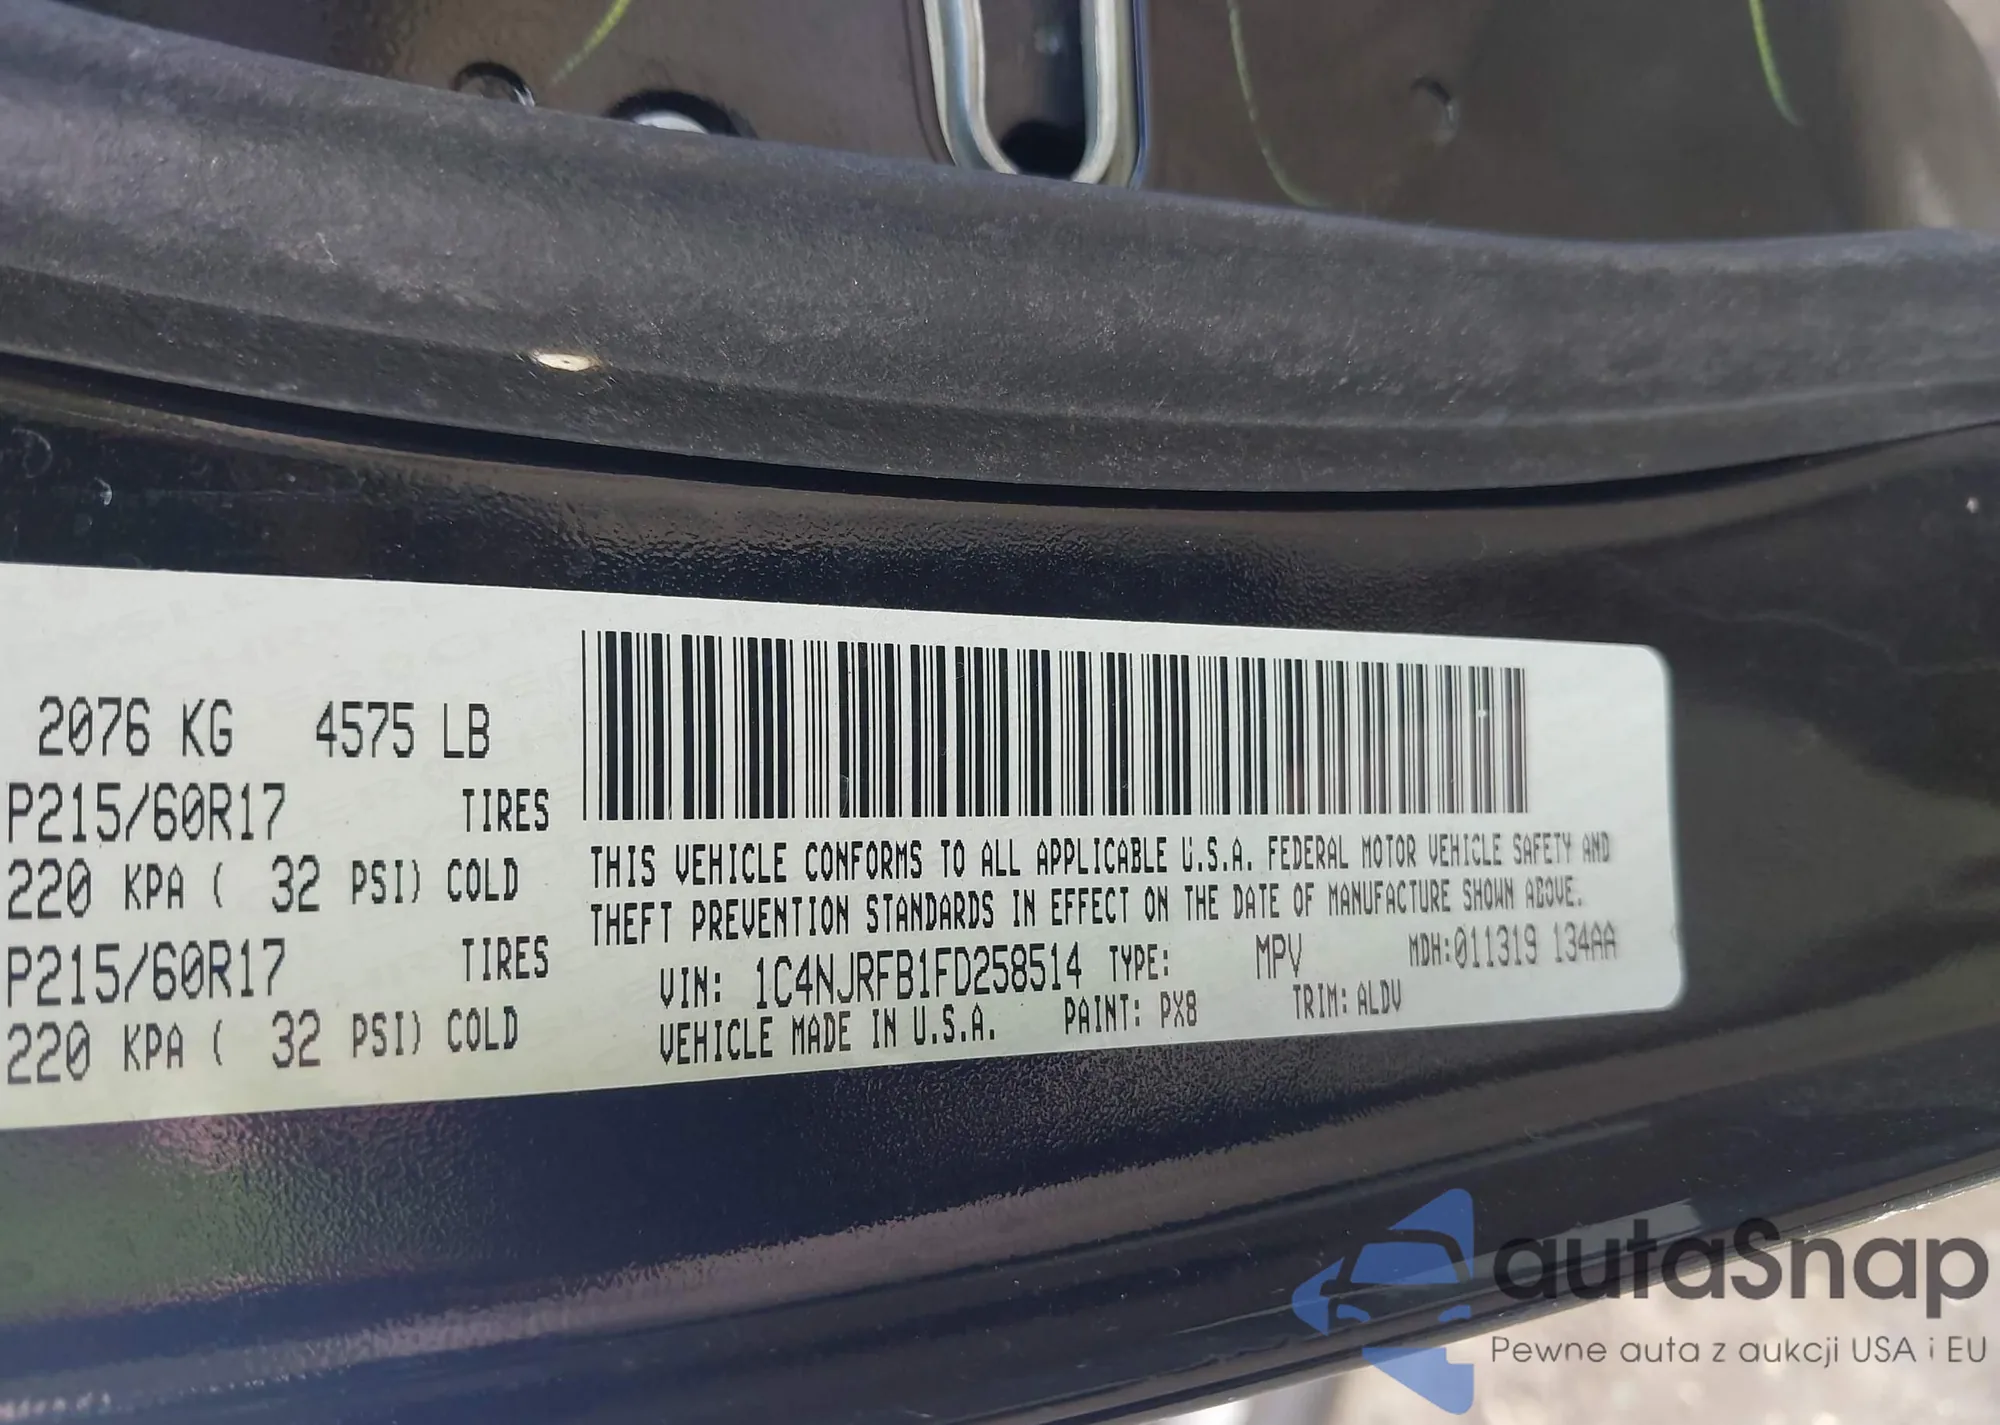 2076 KG 4575 LB
P215/60R17 TIRES
220 KPA ( 32 PSI) COLD
P215/60R17 TIRES
220 KPA ( 32 PSI) COLD
THIS VEHICLE CONFORMS TO ALL APPLICABLE U.S.A. FEDERAL MOTOR VEHICLE SAFETY AND
THEFT PREVENTION STANDARDS IN EFFECT ON THE DATE OF MANUFACTURE SHOWN ABOVE.
VIN: 1C4NJRFB1FD258514 TYPE: MPV MDH:011319 134AA
VEHICLE MADE IN U.S.A. PAINT: PX8 TRIM: ALDV
autaSnap
Pewne auta z aukcji USA i EU